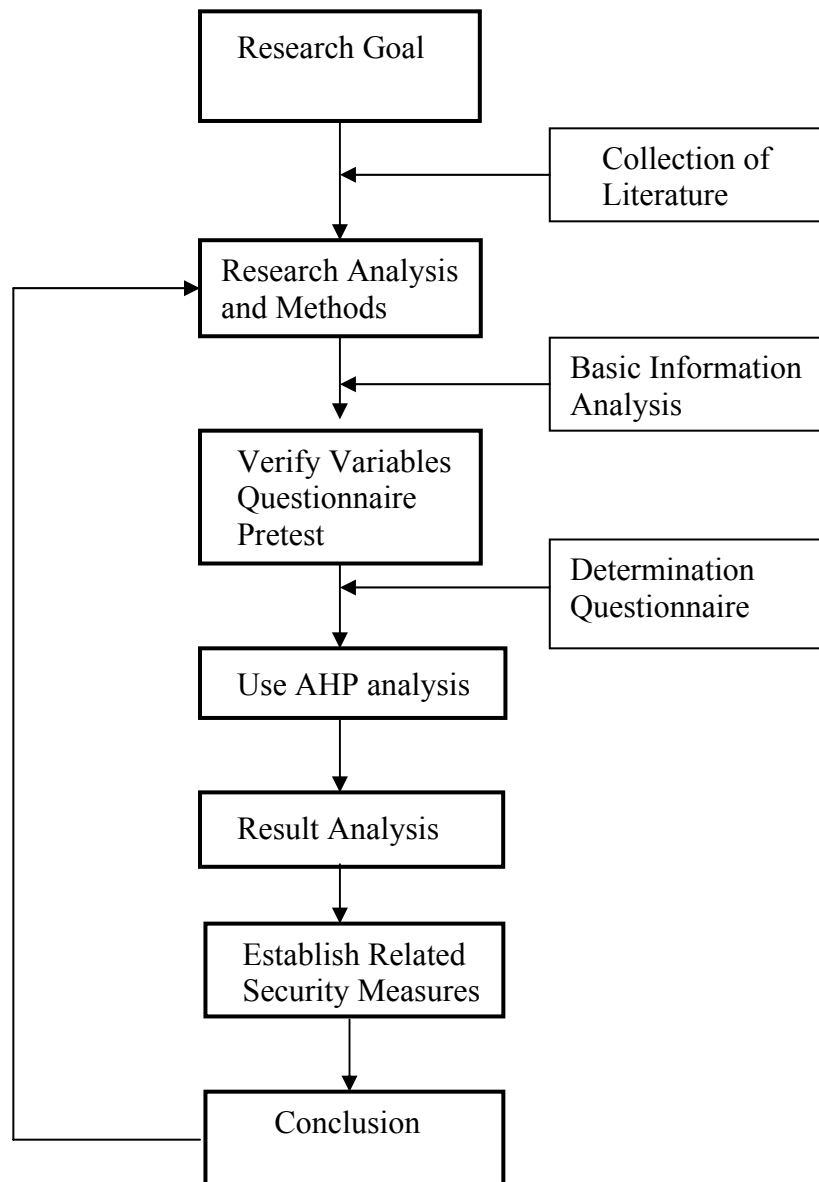 Research Goal
Collection of
Literature
Research Analysis
and Methods
Basic Information
Analysis
Verify Variables
Questionnaire
Pretest
Determination
Questionnaire
Use AHP analysis
Result Analysis
Establish Related
Security Measures
Conclusion